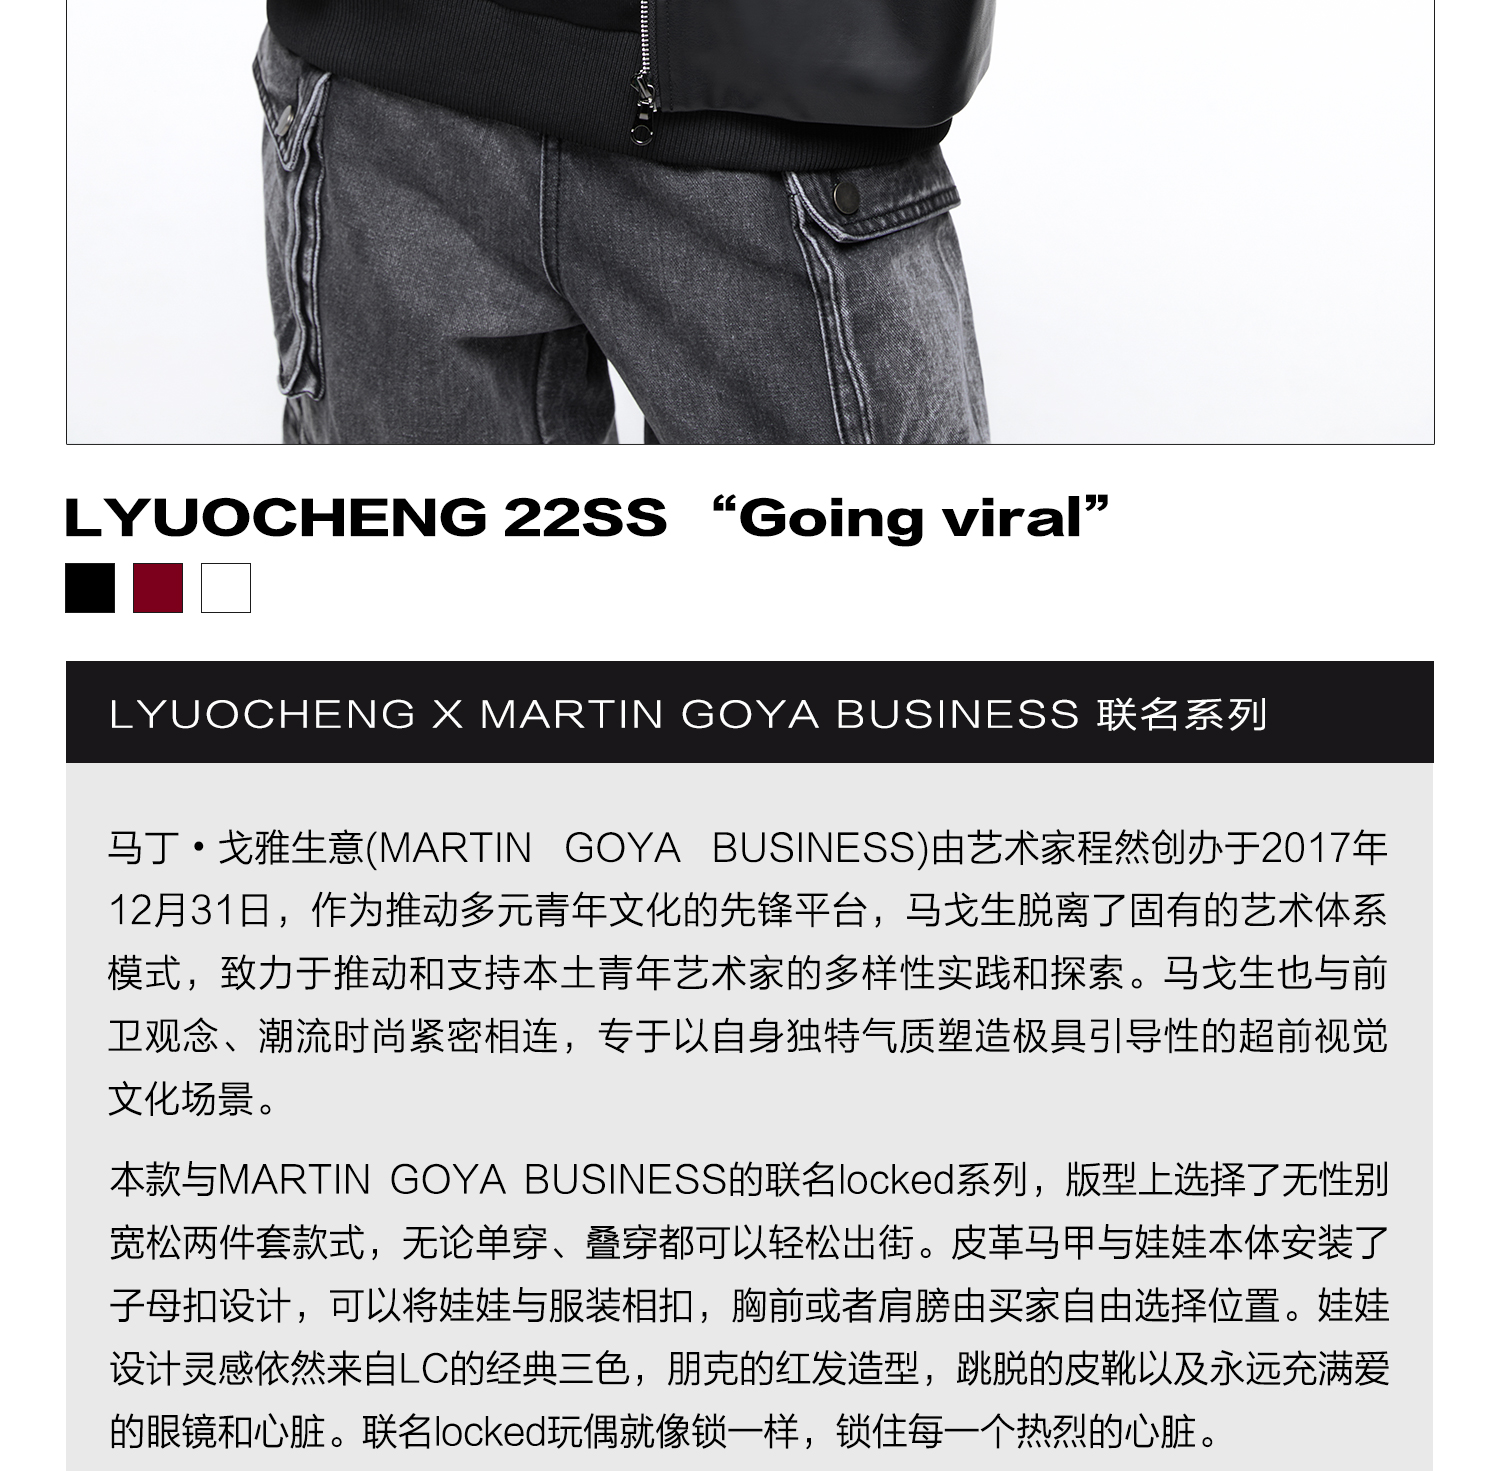 LYUOCHENG 22SS “Going viral”
LYUOCHENG X MARTIN GOYA BUSINESS 联名系列
马丁·戈雅生意(MARTIN GOYA BUSINESS)由艺术家程然创办于2017年
12月31日，作为推动多元青年文化的先锋平台，马戈生脱离了固有的艺术体系
模式，致力于推动和支持本土青年艺术家的多样性实践和探索。马戈生也与前
卫观念、潮流时尚紧密相连，专于以自身独特气质塑造极具引导性的超前视觉
文化场景。
本款与MARTIN GOYA BUSINESS的联名locked系列，版型上选择了无性别
宽松两件套款式，无论单穿、叠穿都可以轻松出街。皮革马甲与娃娃本体安装了
子母扣设计，可以将娃娃与服装相扣，胸前或者肩膀由买家自由选择位置。娃娃
设计灵感依然来自LC的经典三色，朋克的红发造型，跳脱的皮靴以及永远充满爱
的眼镜和心脏。联名locked玩偶就像锁一样，锁住每一个热烈的心脏。